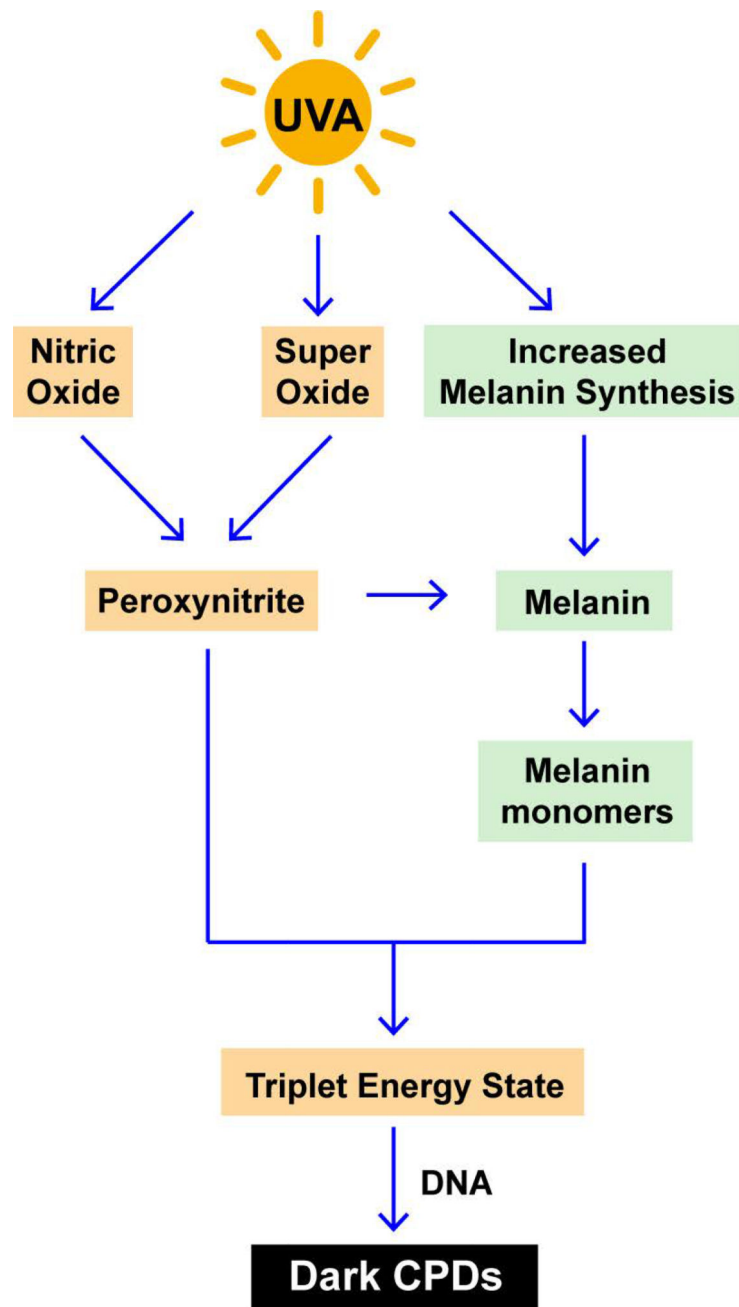 UVA
Nitric
Oxide
Super
Oxide
Increased
Melanin Synthesis
Peroxynitrite
Melanin
Melanin
monomers
Triplet Energy State
DNA
Dark CPDs